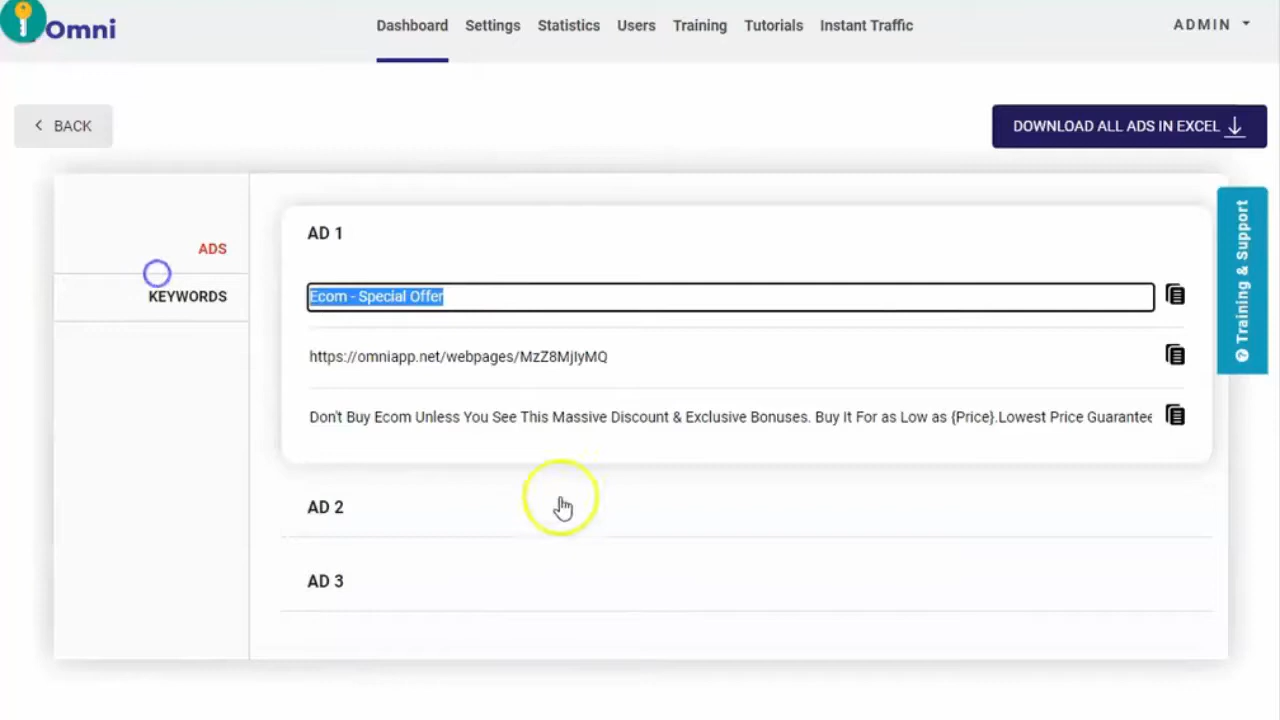 Omni
Dashboard Settings Statistics Users Training Tutorials Instant Traffic
ADMIN
BACK
DOWNLOAD ALL ADS IN EXCEL
ADS
KEYWORDS
AD 1
Ecom - Special Offer
https://omniapp.net/webpages/MzZ8MjIyMQ
Don't Buy Ecom Unless You See This Massive Discount & Exclusive Bonuses. Buy It For as Low as {Price}.Lowest Price Guarantee
AD 2
AD 3
? Training & Support